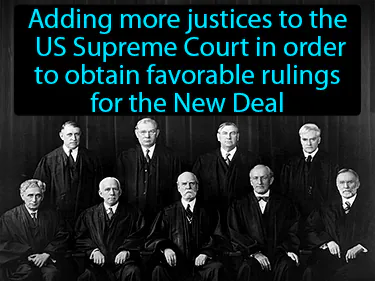 Adding more justices to the
US Supreme Court in order
to obtain favorable rulings
for the New Deal